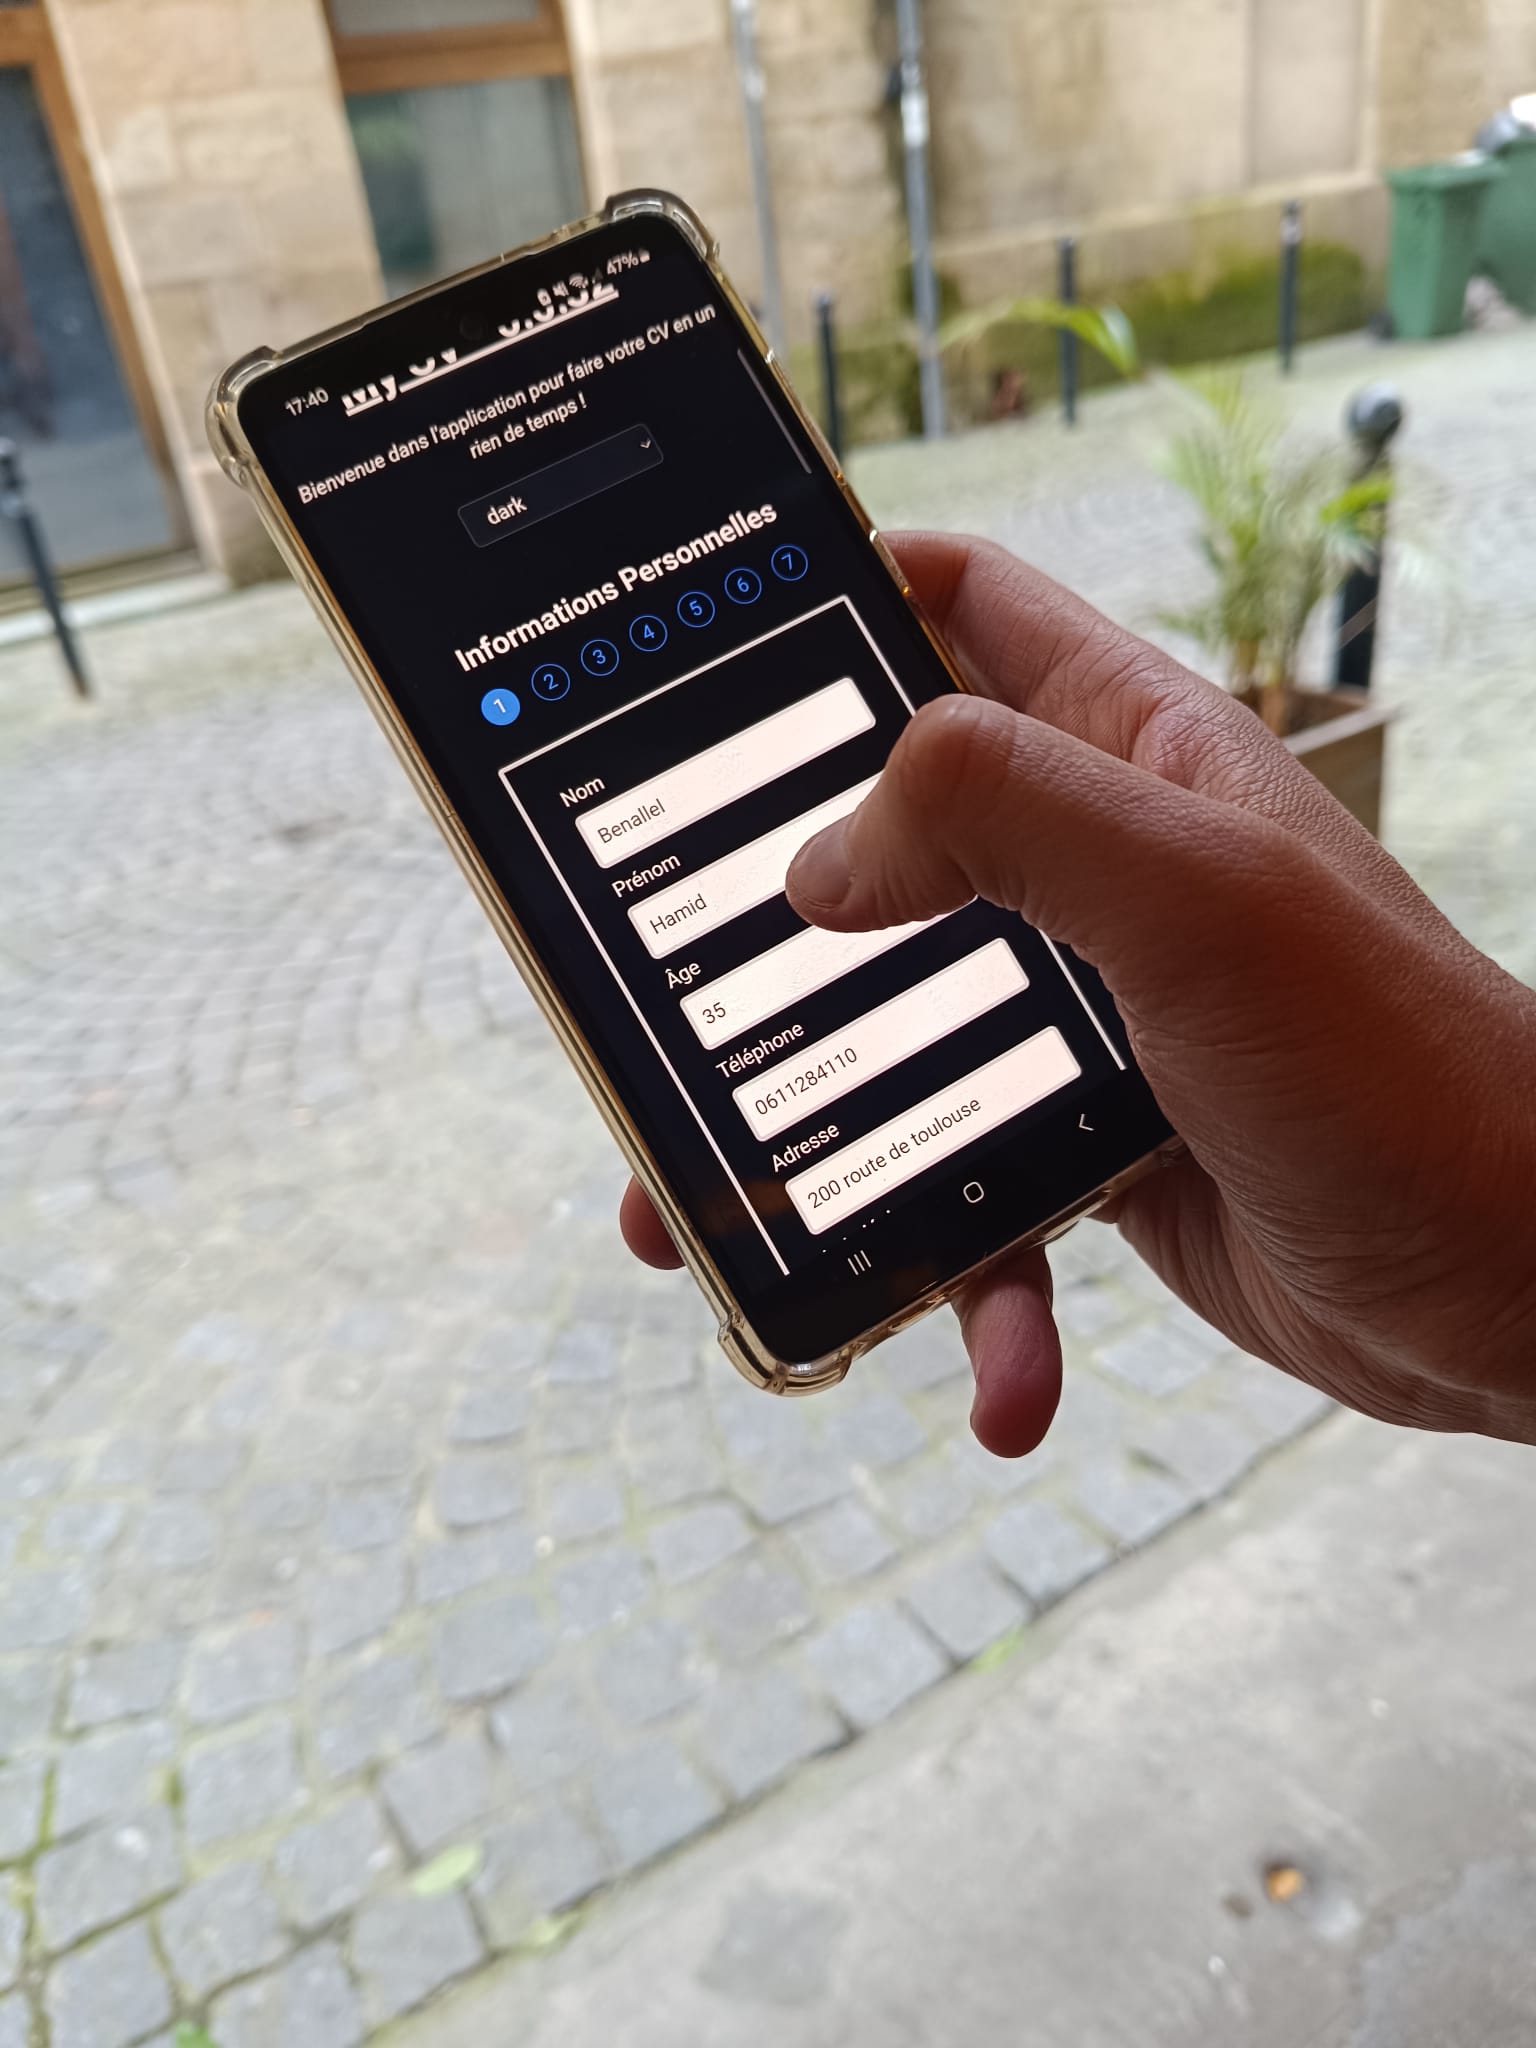 17:40
47%
Bienvenue dans l'application pour faire votre CV en un
rien de temps !
dark
Informations Personnelles
1 2 3 4 5 6 7
Nom
Benallel
Prénom
Hamid
Âge
35
Téléphone
0611284110
Adresse
200 route de toulouse